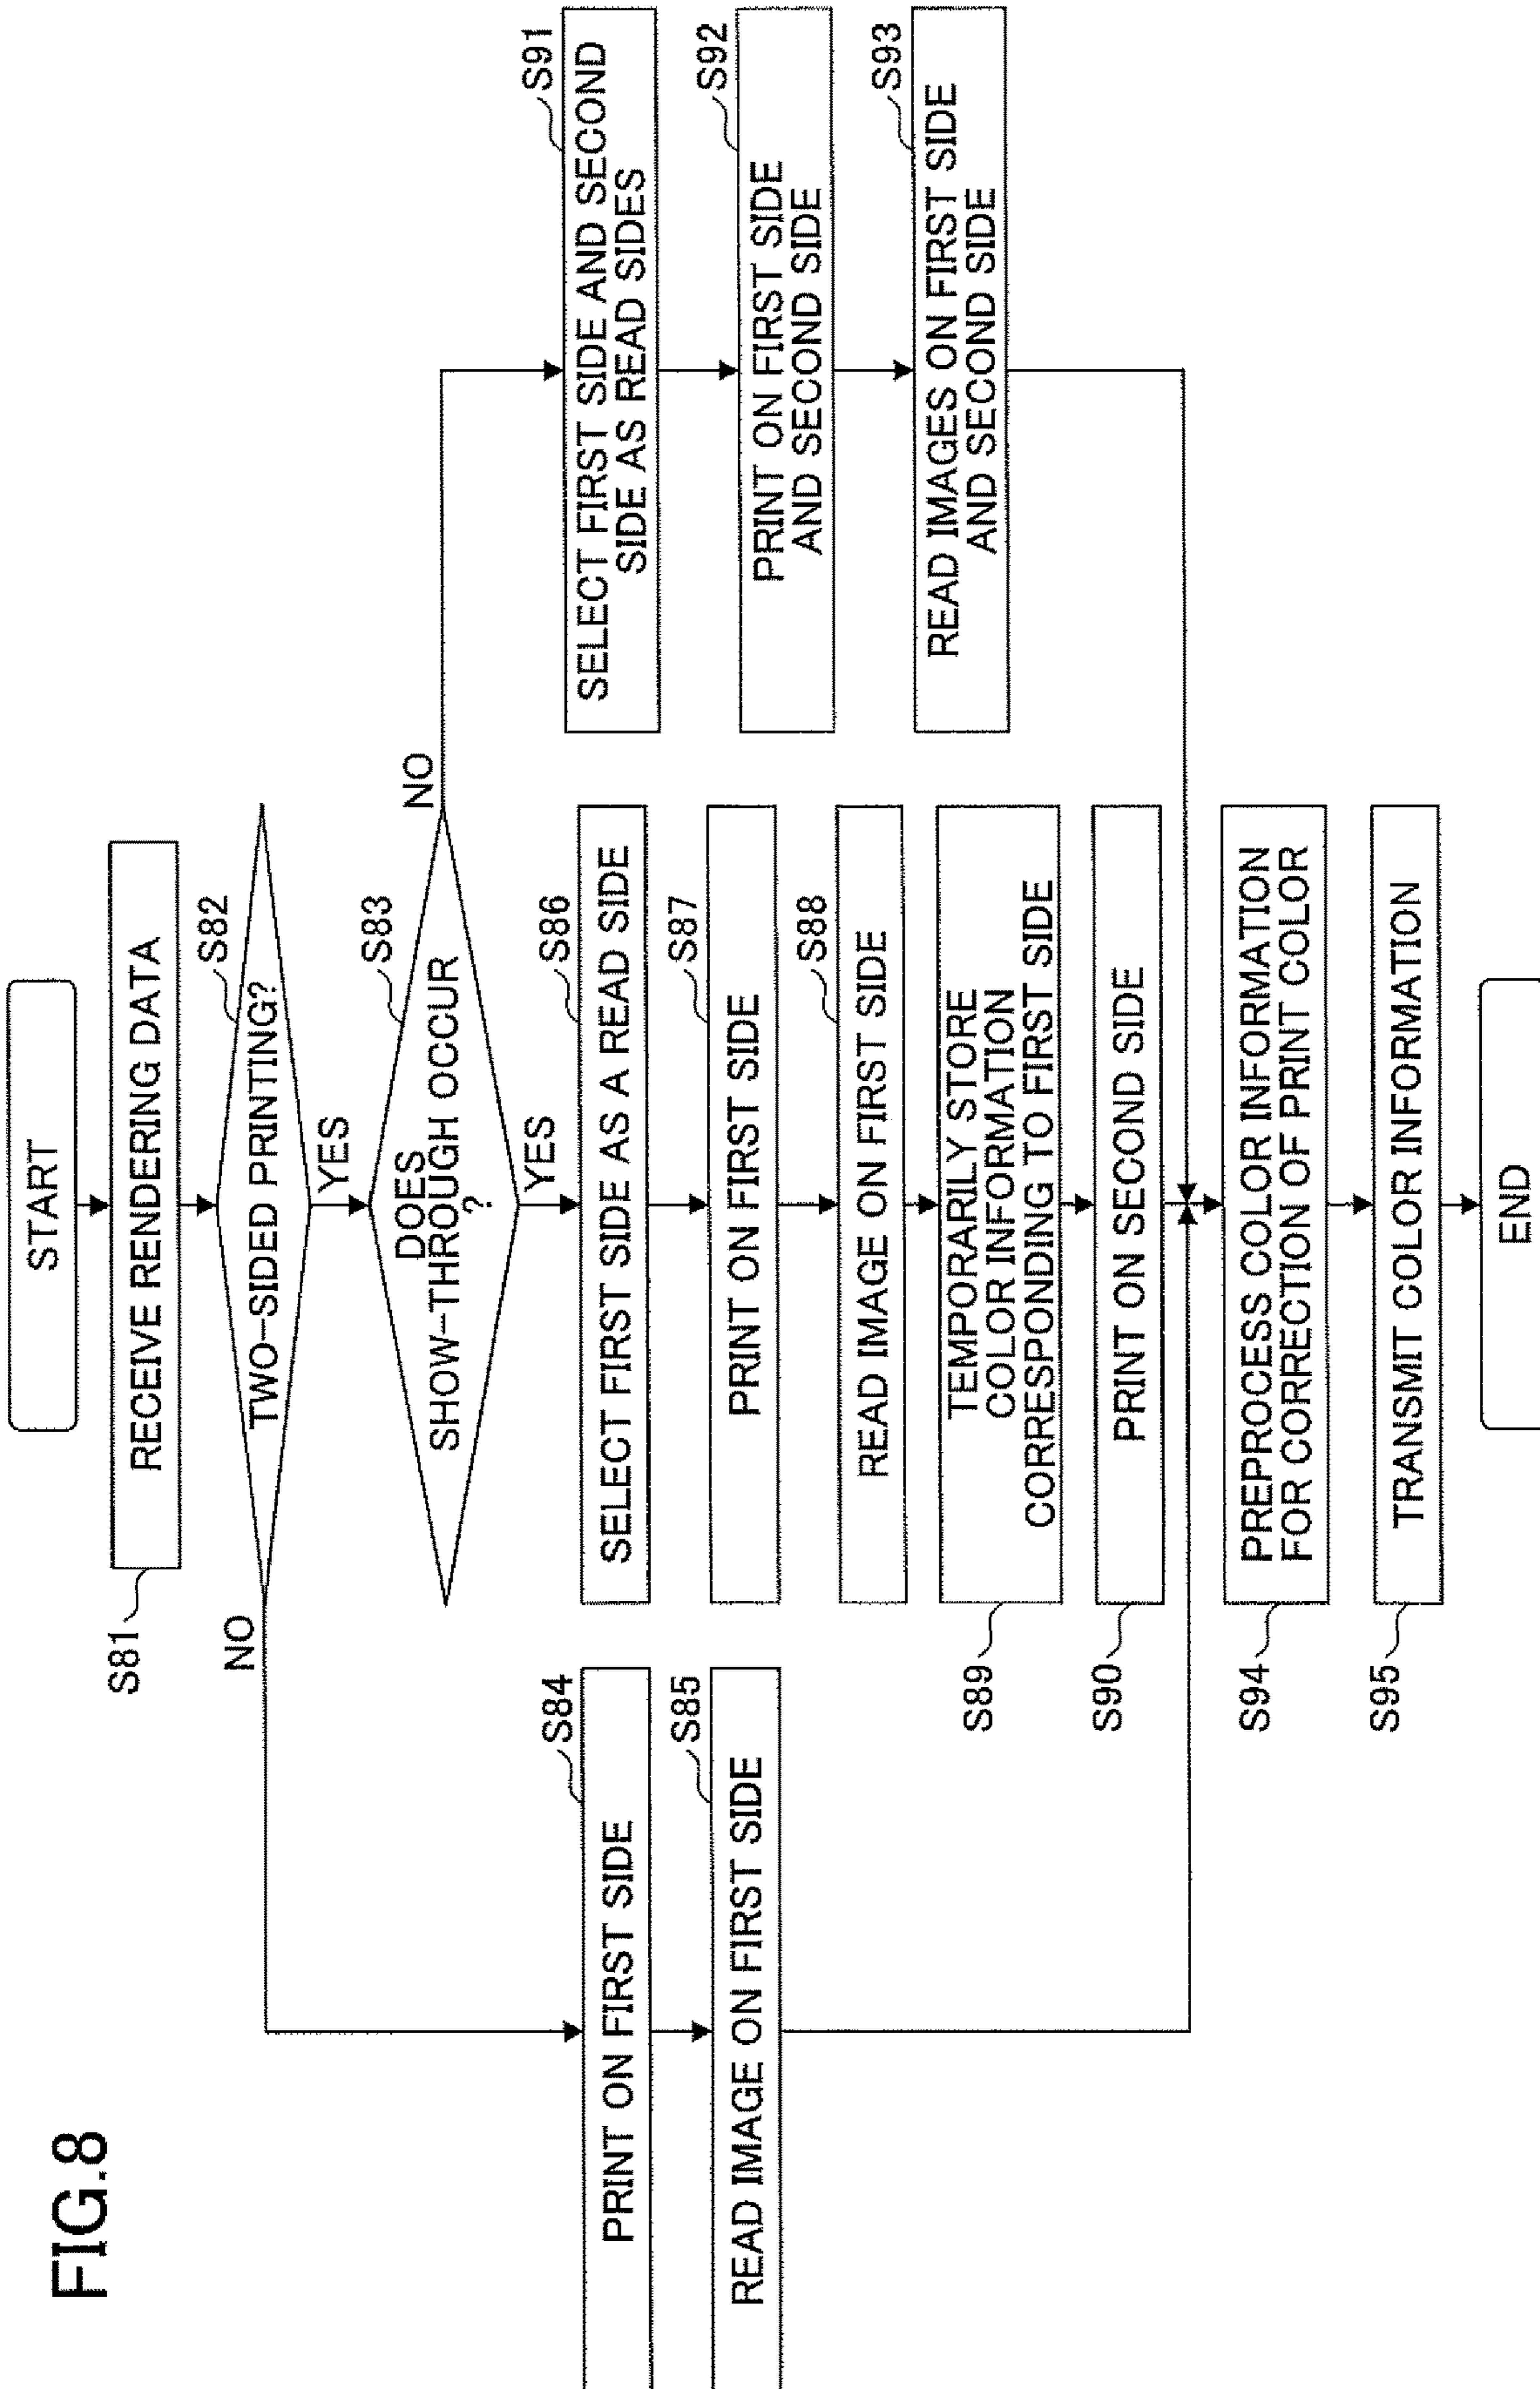 FIG.8
START
RECEIVE RENDERING DATA
S81
TWO-SIDED PRINTING?
S82
NO
YES
DOES
SHOW-THROUGH OCCUR
?
S83
NO
YES
PRINT ON FIRST SIDE
S84
READ IMAGE ON FIRST SIDE
S85
SELECT FIRST SIDE AS A READ SIDE
S86
PRINT ON FIRST SIDE
S87
READ IMAGE ON FIRST SIDE
S88
TEMPORARILY STORE
COLOR INFORMATION
CORRESPONDING TO FIRST SIDE
S89
PRINT ON SECOND SIDE
S90
SELECT FIRST SIDE AND SECOND
SIDE AS READ SIDES
S91
PRINT ON FIRST SIDE
AND SECOND SIDE
S92
READ IMAGES ON FIRST SIDE
AND SECOND SIDE
S93
PREPROCESS COLOR INFORMATION
FOR CORRECTION OF PRINT COLOR
S94
TRANSMIT COLOR INFORMATION
S95
END